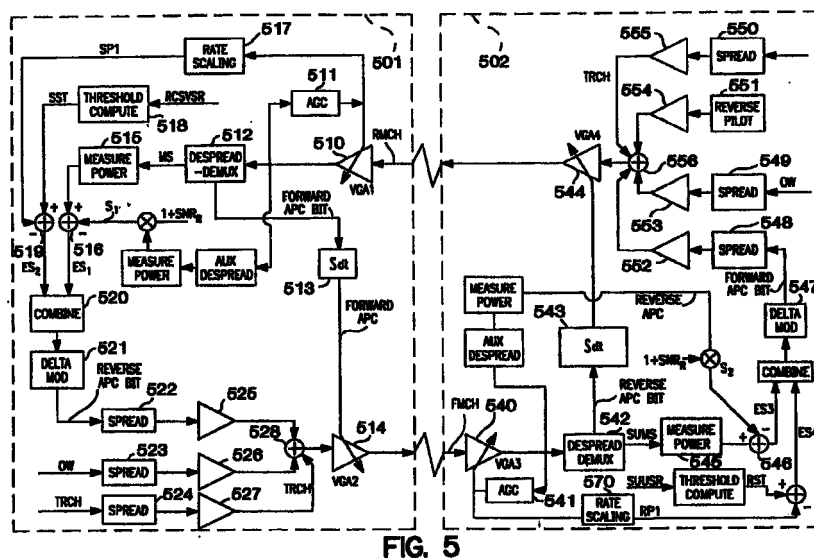 517
SP1
RATE SCALING
501
511
AGC
SST
THRESHOLD COMPUTE
RCSVSR
518
515
512
510
MEASURE POWER
MS
DESPREAD -DEMUX
VGA1
RMCH
FORWARD APC BIT
S1
1+SNR
519
516
ES2
ES1
MEASURE POWER
AUX DESPREAD
Sdt
513
520
COMBINE
521
DELTA MOD
REVERSE APC BIT
FORWARD APC
522
SPREAD
525
528
514
OW
523
SPREAD
526
VGA2
TRCH
524
SPREAD
527
TRCH
502
555
550
SPREAD
TRCH
554
551
REVERSE PILOT
VGA4
544
556
549
SPREAD
OW
553
548
SPREAD
552
FORWARD APC BIT
547
DELTA MOD
MEASURE POWER
REVERSE APC
543
AUX DESPREAD
Sdt
1+SNR
S2
COMBINE
REVERSE APC BIT
ES3
ES4
FMCH
540
542
VGA3
DESPREAD DEMUX
SUMS
MEASURE POWER
545
546
AGC
541
570
RATE SCALING
RP1
THRESHOLD COMPUTE
RST
FIG. 5